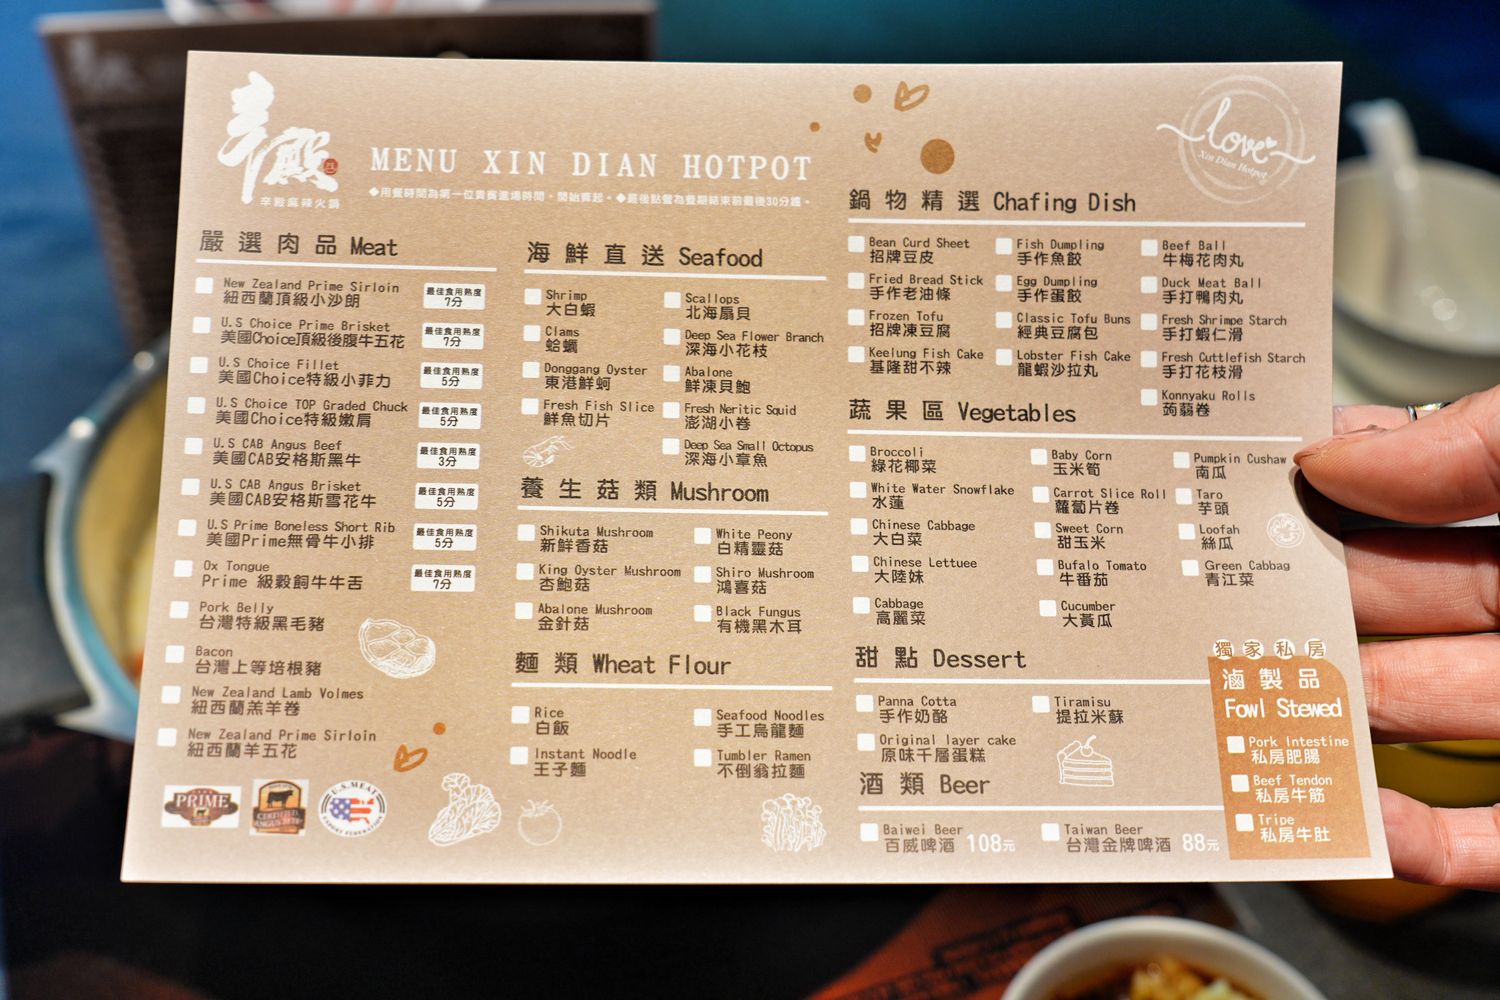 辛殿
辛殿麻辣火鍋
MENU XIN DIAN HOTPOT
◆用餐時間為第一位貴賓進場時間,開始算起。◆最後點餐為餐期結束前最後30分鐘。
love
Xin Dian Hotpot
嚴選肉品 Meat
New Zealand Prime Sirloin
紐西蘭頂級小沙朗
最佳食用熟度
7分
U.S Choice Prime Brisket
美國Choice頂級後腹牛五花
最佳食用熟度
7分
U.S Choice Fillet
美國Choice特級小菲力
最佳食用熟度
5分
U.S Choice TOP Graded Chuck
美國Choice特級嫩肩
最佳食用熟度
5分
U.S CAB Angus Beef
美國CAB安格斯黑牛
最佳食用熟度
3分
U.S CAB Angus Brisket
美國CAB安格斯雪花牛
最佳食用熟度
5分
U.S Prime Boneless Short Rib
美國Prime無骨牛小排
最佳食用熟度
5分
Ox Tongue
Prime 級穀飼牛牛舌
最佳食用熟度
7分
Pork Belly
台灣特級黑毛豬
Bacon
台灣上等培根豬
New Zealand Lamb Volmes
紐西蘭羔羊卷
New Zealand Prime Sirloin
紐西蘭羊五花
PRIME
CERTIFIED
ANGUS BEEF
U.S.MEAT
EXPORT FEDERATION
海鮮直送 Seafood
Shrimp
大白蝦
Clams
蛤蠣
Donggang Oyster
東港鮮蚵
Fresh Fish Slice
鮮魚切片
Scallops
北海扇貝
Deep Sea Flower Branch
深海小花枝
Abalone
鮮凍貝鮑
Fresh Neritic Squid
澎湖小卷
Deep Sea Small Octopus
深海小章魚
養生菇類 Mushroom
Shikuta Mushroom
新鮮香菇
King Oyster Mushroom
杏鮑菇
Abalone Mushroom
金針菇
White Peony
白精靈菇
Shiro Mushroom
鴻喜菇
Black Fungus
有機黑木耳
麵類 Wheat Flour
Rice
白飯
Instant Noodle
王子麵
Seafood Noodles
手工烏龍麵
Tumbler Ramen
不倒翁拉麵
鍋物精選 Chafing Dish
Bean Curd Sheet
招牌豆皮
Fried Bread Stick
手作老油條
Frozen Tofu
招牌凍豆腐
Keelung Fish Cake
基隆甜不辣
Fish Dumpling
手作魚餃
Egg Dumpling
手作蛋餃
Classic Tofu Buns
經典豆腐包
Lobster Fish Cake
龍蝦沙拉丸
Beef Ball
牛梅花肉丸
Duck Meat Ball
手打鴨肉丸
Fresh Shrimpe Starch
手打蝦仁滑
Fresh Cuttlefish Starch
手打花枝滑
Konnyaku Rolls
蒟蒻卷
蔬果區 Vegetables
Broccoli
綠花椰菜
White Water Snowflake
水蓮
Chinese Cabbage
大白菜
Chinese Lettuee
大陸妹
Cabbage
高麗菜
Baby Corn
玉米筍
Carrot Slice Roll
蘿蔔片卷
Sweet Corn
甜玉米
Bufalo Tomato
牛番茄
Cucumber
大黃瓜
Pumpkin Cushaw
南瓜
Taro
芋頭
Loofah
絲瓜
Green Cabbag
青江菜
甜點 Dessert
Panna Cotta
手作奶酪
Original layer cake
原味千層蛋糕
Tiramisu
提拉米蘇
酒類 Beer
Baiwei Beer
百威啤酒 108元
Taiwan Beer
台灣金牌啤酒 88元
獨家私房
滷製品
Fowl Stewed
Pork Intestine
私房肥腸
Beef Tendon
私房牛筋
Tripe
私房牛肚